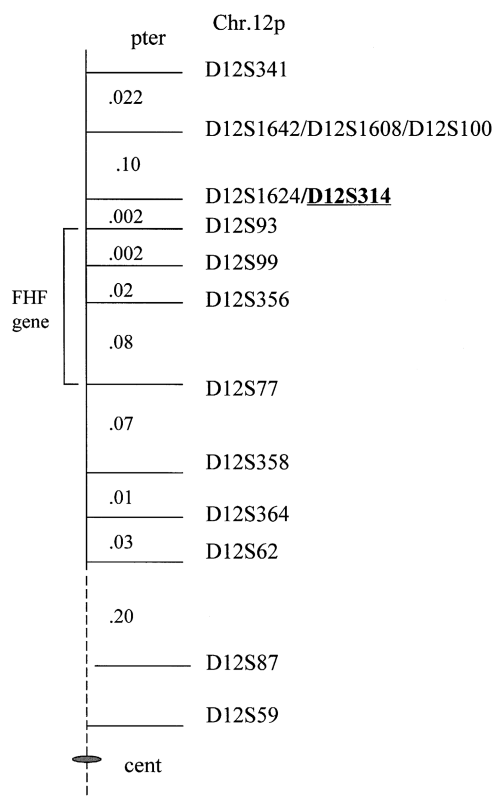 Chr.12p
pter
D12S341
.022
D12S1642/D12S1608/D12S100
.10
D12S1624/D12S314
.002
D12S93
.002
D12S99
.02
D12S356
FHF
gene
.08
D12S77
.07
D12S358
.01
D12S364
.03
D12S62
.20
D12S87
D12S59
cent